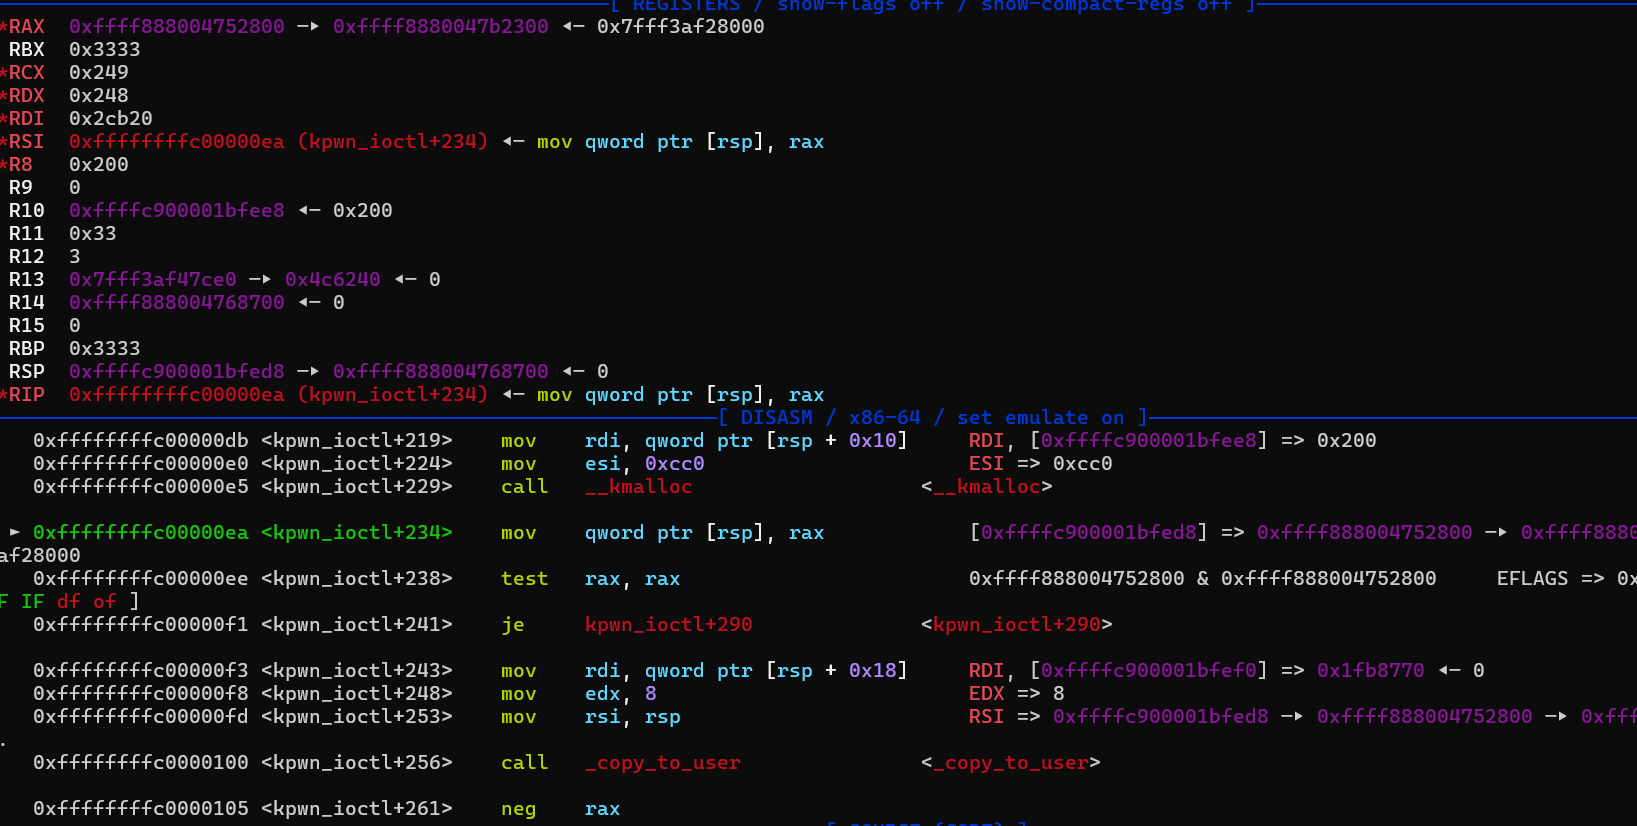 [ REGISTERS / show-flags off / show-compact-regs off ]
*RAX  0xffff888004752800 —▸ 0xffff8880047b2300 ◂— 0x7fff3af28000
 RBX  0x3333
*RCX  0x249
*RDX  0x248
*RDI  0x2cb20
*RSI  0xffffffffc00000ea (kpwn_ioctl+234) ◂— mov qword ptr [rsp], rax
*R8   0x200
 R9   0
 R10  0xffffc900001bfee8 ◂— 0x200
 R11  0x33
 R12  3
 R13  0x7fff3af47ce0 —▸ 0x4c6240 ◂— 0
 R14  0xffff888004768700 ◂— 0
 R15  0
 RBP  0x3333
 RSP  0xffffc900001bfed8 —▸ 0xffff888004768700 ◂— 0
*RIP  0xffffffffc00000ea (kpwn_ioctl+234) ◂— mov qword ptr [rsp], rax
[ DISASM / x86-64 / set emulate on ]
   0xffffffffc00000db <kpwn_ioctl+219>    mov    rdi, qword ptr [rsp + 0x10]     RDI, [0xffffc900001bfee8] => 0x200
   0xffffffffc00000e0 <kpwn_ioctl+224>    mov    esi, 0xcc0                      ESI => 0xcc0
   0xffffffffc00000e5 <kpwn_ioctl+229>    call   __kmalloc                   <__kmalloc>
 ► 0xffffffffc00000ea <kpwn_ioctl+234>    mov    qword ptr [rsp], rax            [0xffffc900001bfed8] => 0xffff888004752800 —▸ 0xffff8880
af28000
   0xffffffffc00000ee <kpwn_ioctl+238>    test   rax, rax                        0xffff888004752800 & 0xffff888004752800     EFLAGS => 0x
F IF df of ]
   0xffffffffc00000f1 <kpwn_ioctl+241>    je     kpwn_ioctl+290              <kpwn_ioctl+290>
   0xffffffffc00000f3 <kpwn_ioctl+243>    mov    rdi, qword ptr [rsp + 0x18]     RDI, [0xffffc900001bfef0] => 0x1fb8770 ◂— 0
   0xffffffffc00000f8 <kpwn_ioctl+248>    mov    edx, 8                          EDX => 8
   0xffffffffc00000fd <kpwn_ioctl+253>    mov    rsi, rsp                        RSI => 0xffffc900001bfed8 —▸ 0xffff888004752800 —▸ 0xfff
.
   0xffffffffc0000100 <kpwn_ioctl+256>    call   _copy_to_user               <_copy_to_user>
   0xffffffffc0000105 <kpwn_ioctl+261>    neg    rax